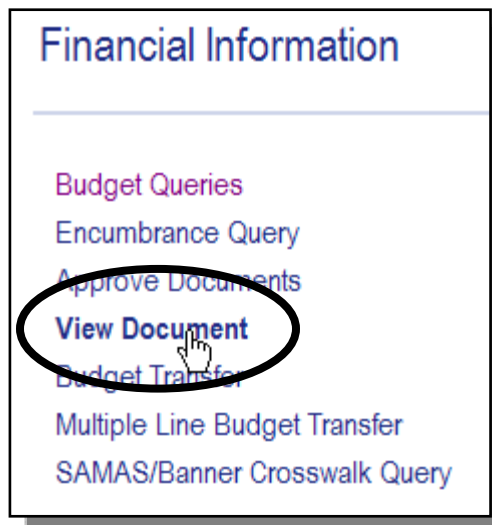 Financial Information
Budget Queries
Encumbrance Query
Approve Documents
View Document
Budget Transfer
Multiple Line Budget Transfer
SAMAS/Banner Crosswalk Query